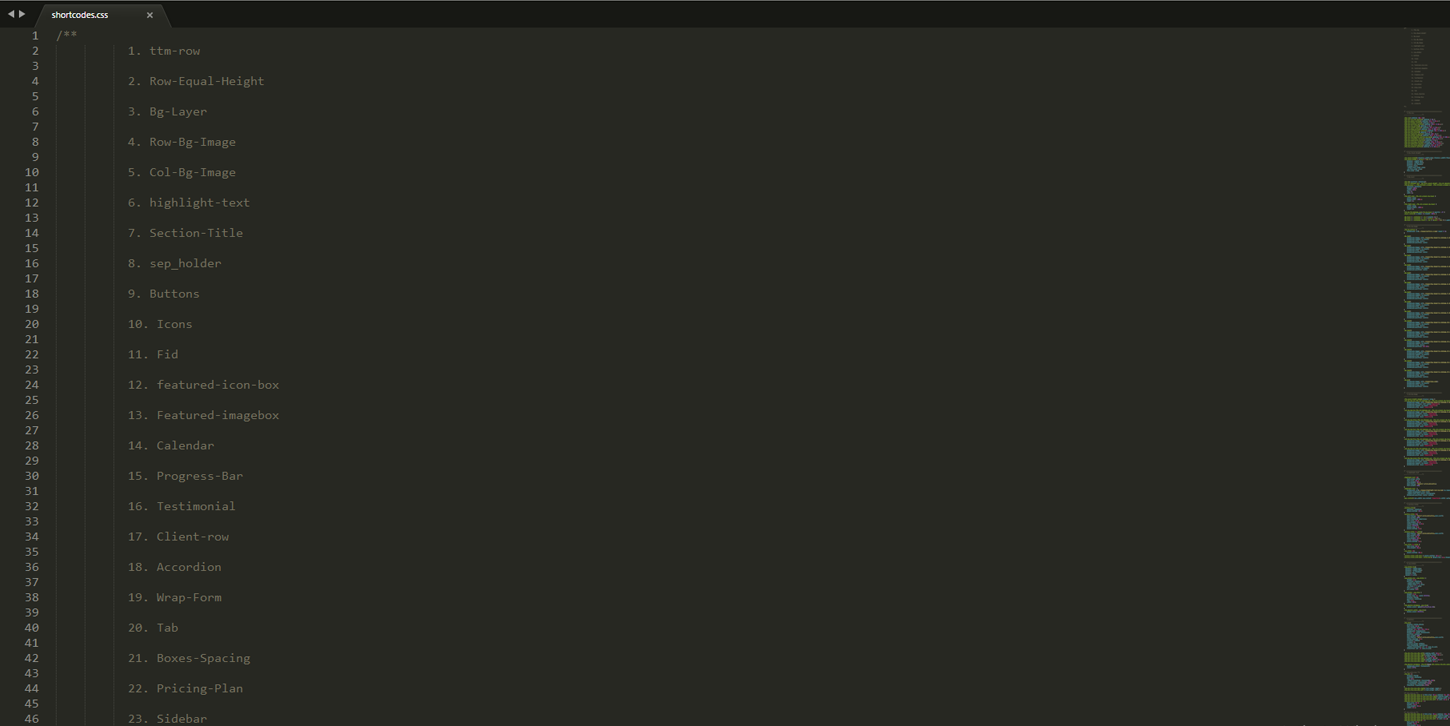 shortcodes.css
1 /**
2 1. ttm-row
3
4 2. Row-Equal-Height
5
6 3. Bg-Layer
7
8 4. Row-Bg-Image
9
10 5. Col-Bg-Image
11
12 6. highlight-text
13
14 7. Section-Title
15
16 8. sep_holder
17
18 9. Buttons
19
20 10. Icons
21
22 11. Fid
23
24 12. featured-icon-box
25
26 13. Featured-imagebox
27
28 14. Calendar
29
30 15. Progress-Bar
31
32 16. Testimonial
33
34 17. Client-row
35
36 18. Accordion
37
38 19. Wrap-Form
39
40 20. Tab
41
42 21. Boxes-Spacing
43
44 22. Pricing-Plan
45
46 23. Sidebar